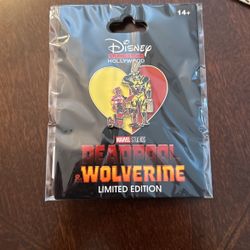 14+
Disney
HOLLYWOOD
MARVEL STUDIOS
DEADPOOL
& WOLVERINE
LIMITED EDITION